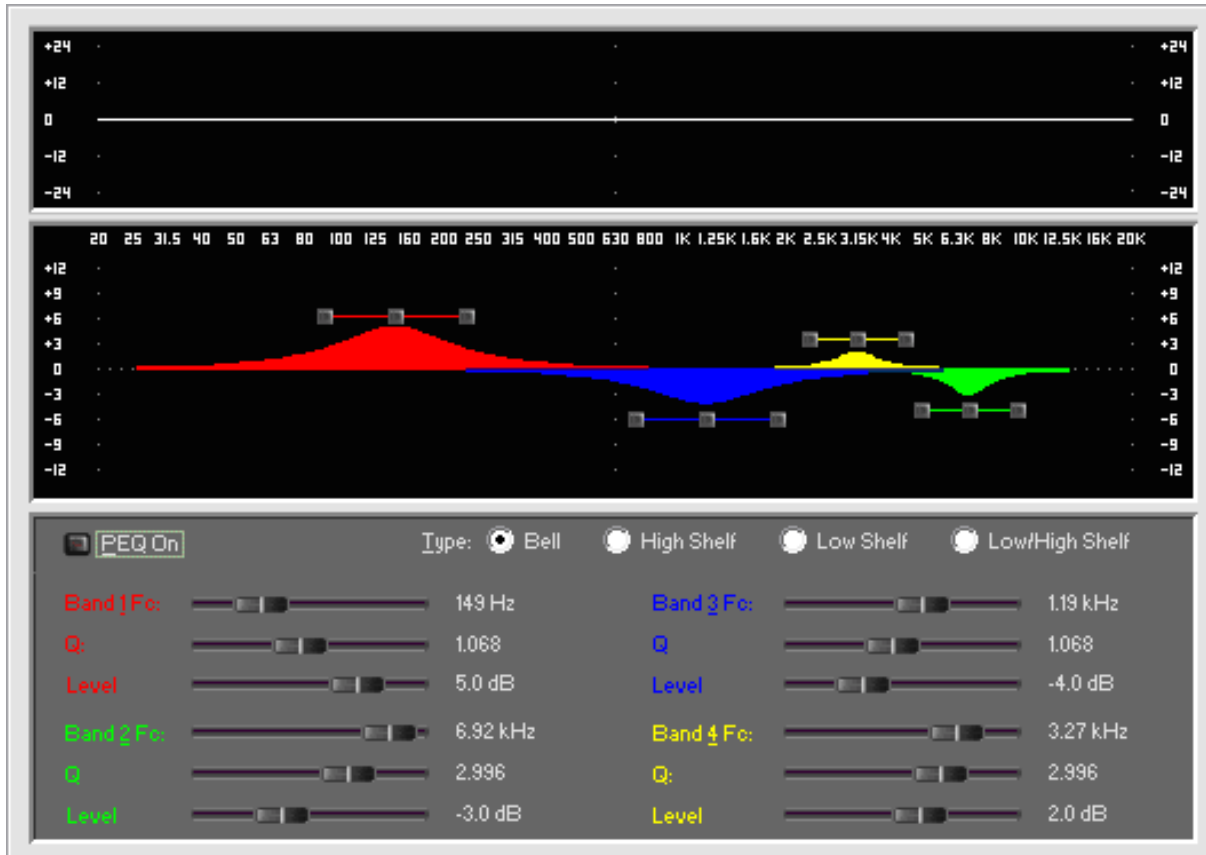 +24 +24
+12 +12
0 0
-12 -12
-24 -24
20 25 31.5 40 50 63 80 100 125 160 200 250 315 400 500 630 800 1K 1.25K 1.6K 2K 2.5K 3.15K 4K 5K 6.3K 8K 10K 12.5K 16K 20K
+12 +12
+9 +9
+6 +6
+3 +3
0 0
-3 -3
-6 -6
-9 -9
-12 -12
PEQ On Type: Bell High Shelf Low Shelf Low/High Shelf
Band 1 Fc: 149 Hz Band 3 Fc: 1.19 kHz
Q: 1.068 Q 1.068
Level 5.0 dB Level -4.0 dB
Band 2 Fc: 6.92 kHz Band 4 Fc: 3.27 kHz
Q 2.996 Q: 2.996
Level -3.0 dB Level 2.0 dB